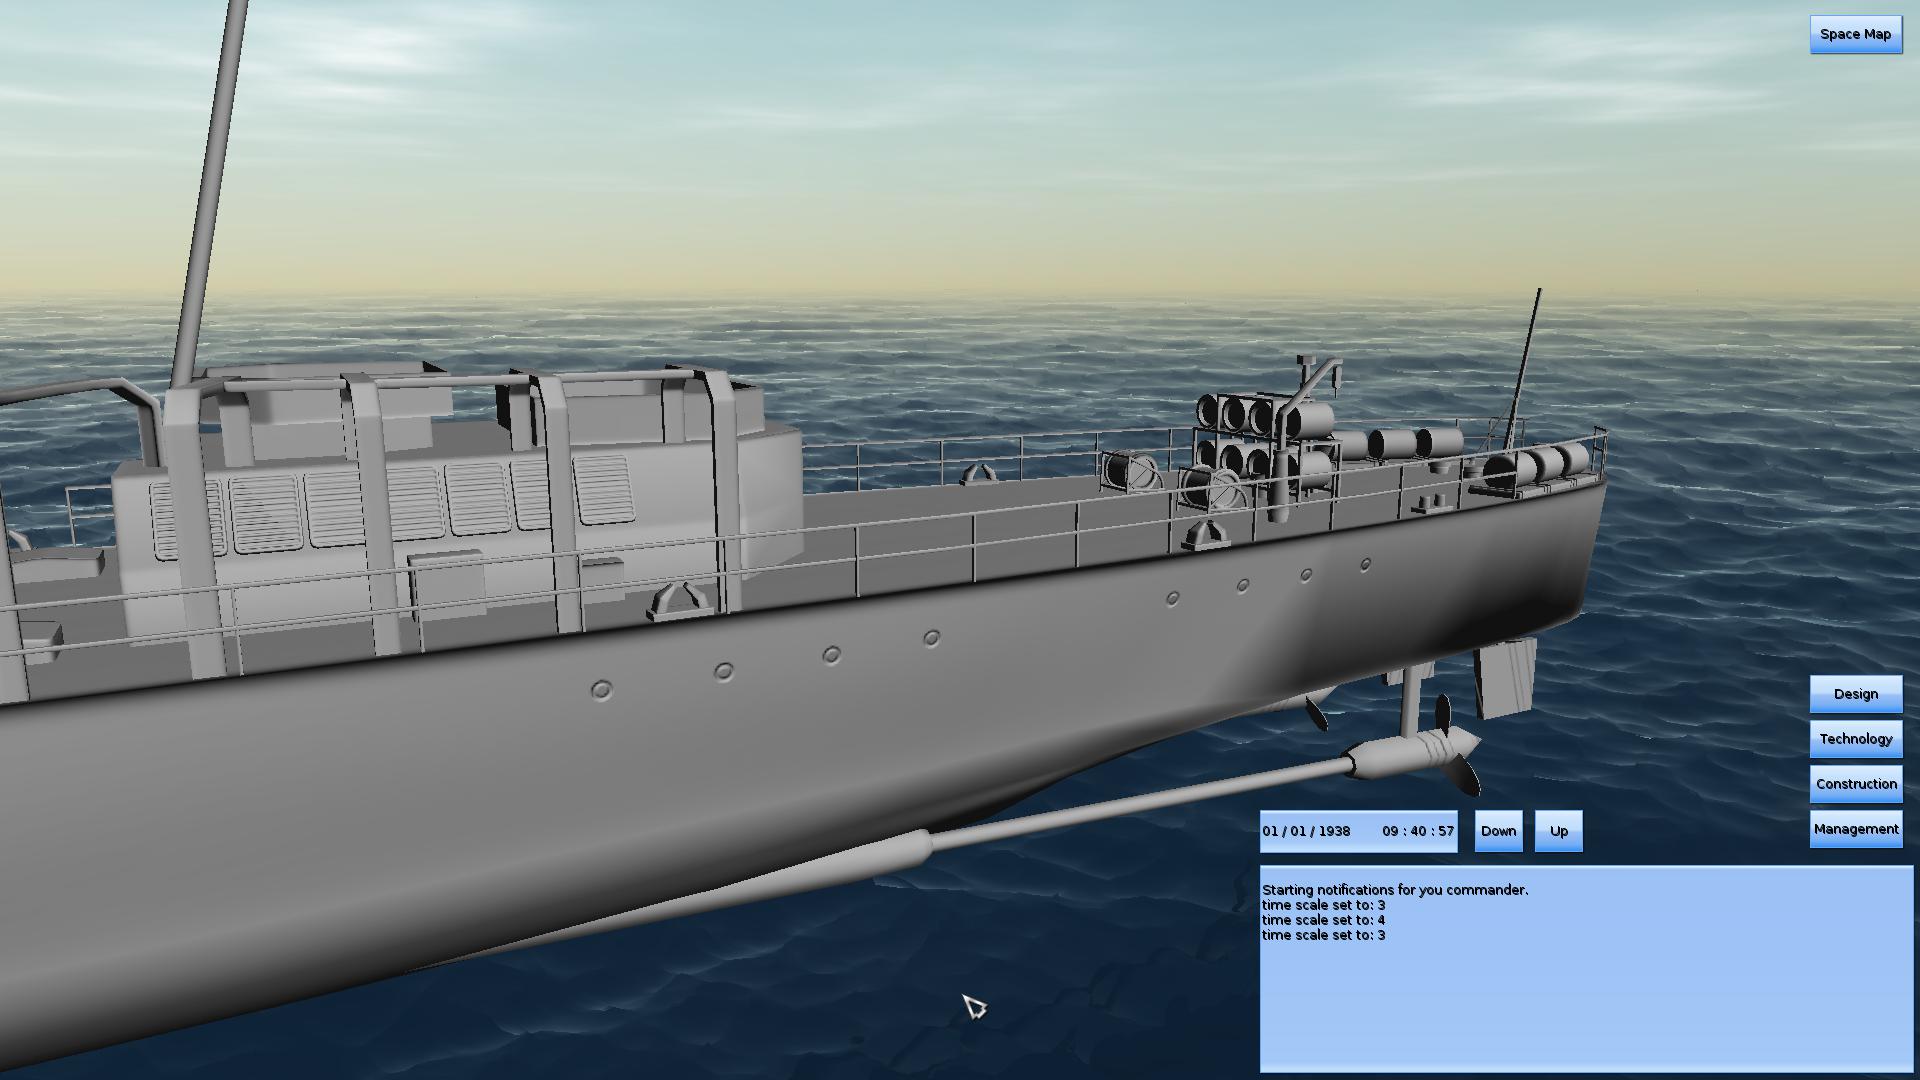 Space Map
Design
Technology
Construction
Management
01 / 01 / 1938 09 : 40 : 57
Down
Up
Starting notifications for you commander.
time scale set to: 3
time scale set to: 4
time scale set to: 3